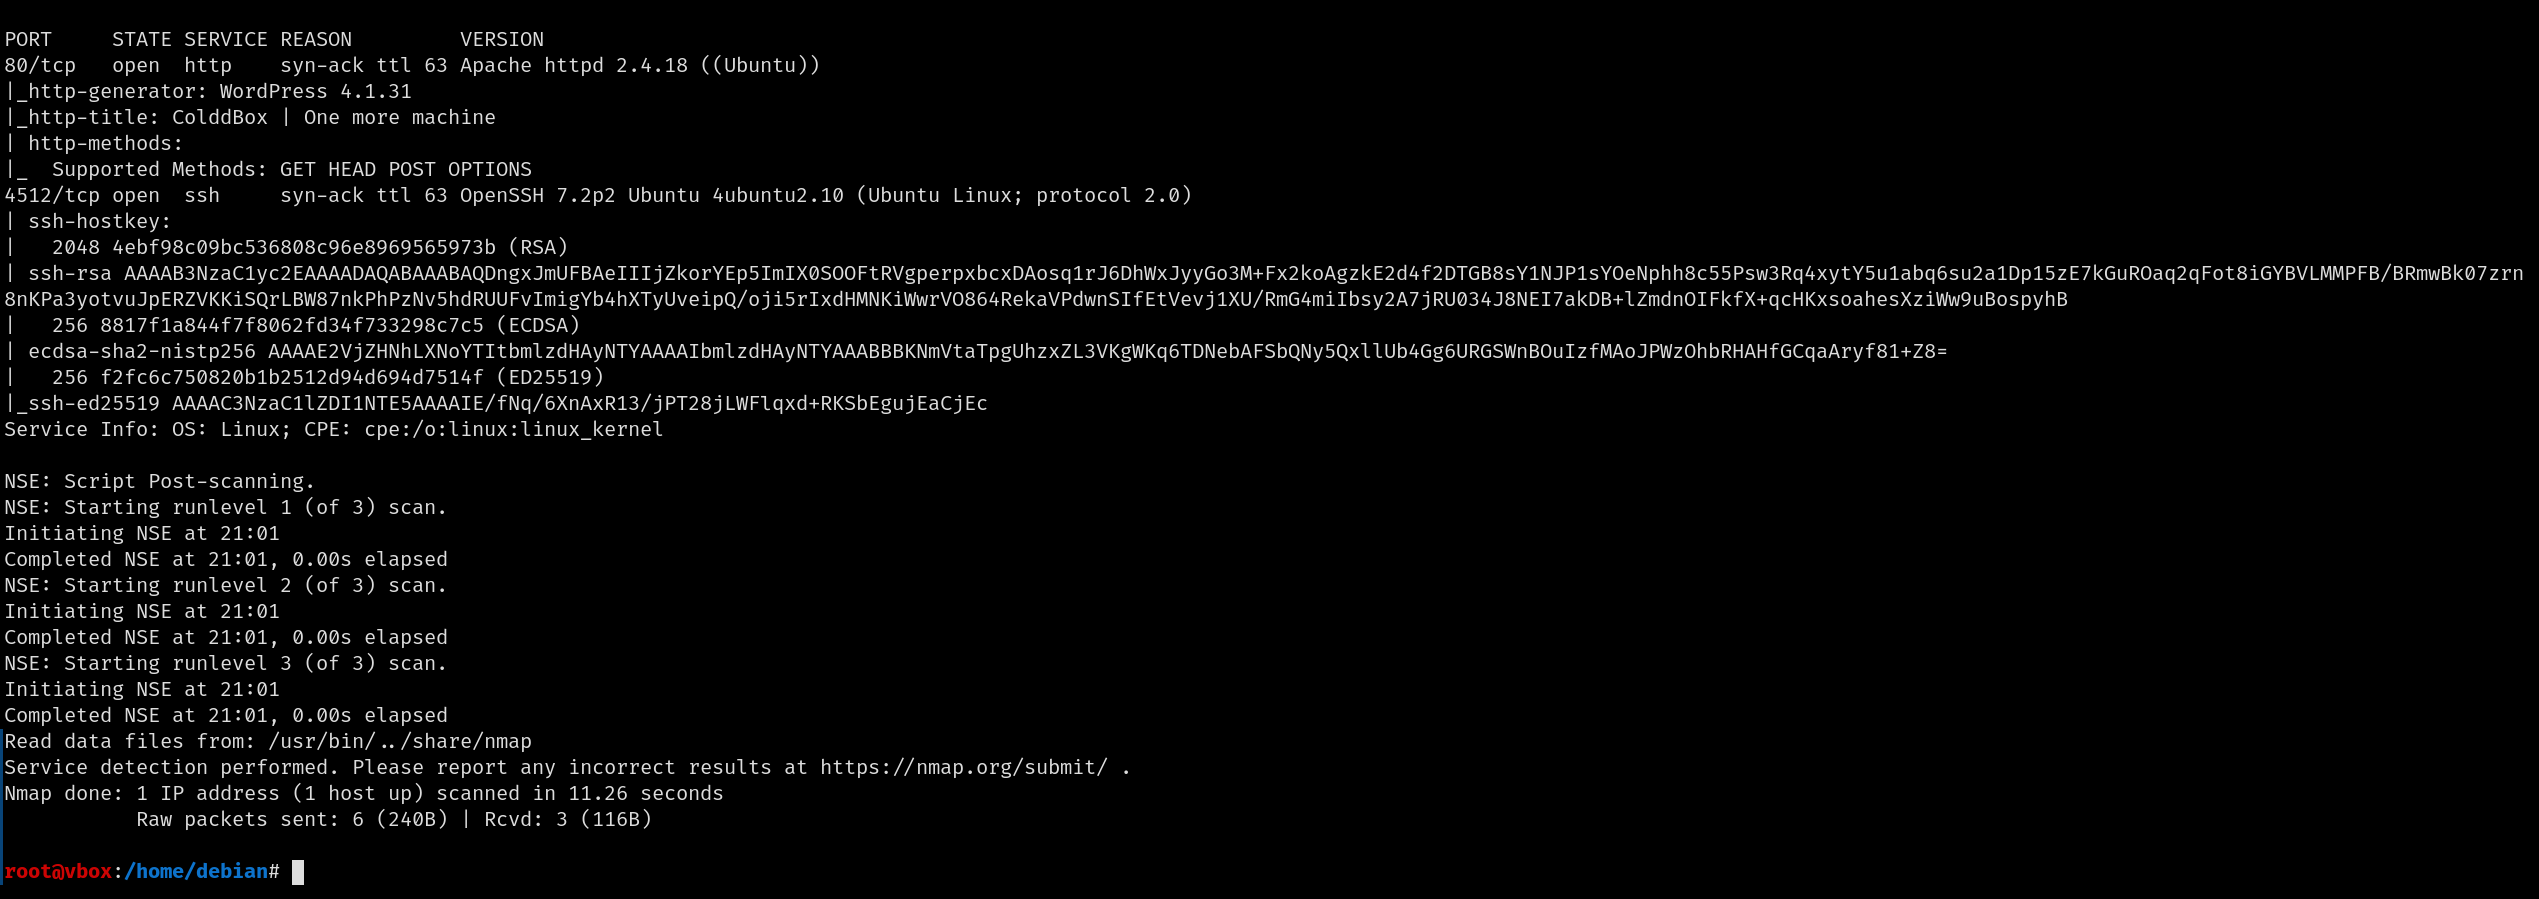 PORT     STATE SERVICE REASON         VERSION
80/tcp   open  http    syn-ack ttl 63 Apache httpd 2.4.18 ((Ubuntu))
|_http-generator: WordPress 4.1.31
|_http-title: ColddBox | One more machine
| http-methods:
|_  Supported Methods: GET HEAD POST OPTIONS
4512/tcp open  ssh     syn-ack ttl 63 OpenSSH 7.2p2 Ubuntu 4ubuntu2.10 (Ubuntu Linux; protocol 2.0)
| ssh-hostkey:
|   2048 4ebf98c09bc536808c96e8969565973b (RSA)
| ssh-rsa AAAAB3NzaC1yc2EAAAADAQABAAABAQDngxJmUFBAeIIIjZkorYEp5ImIX0SOOFtRVgperpxbcxDAosq1rJ6DhWxJyyGo3M+Fx2koAgzkE2d4f2DTGB8sY1NJP1sYOeNphh8c55Psw3Rq4xytY5u1abq6su2a1Dp15zE7kGuROaq2qFot8iGYBVLMMPFB/BRmwBk07zrn
8nKPa3yotvuJpERZVKKiSQrLBW87nkPhPzNv5hdRUUFvImigYb4hXTyUveipQ/oji5rIxdHMNKiWwrVO864RekaVPdwnSIfEtVevj1XU/RmG4miIbsy2A7jRU034J8NEI7akDB+lZmdnOIFkfX+qcHKxsoahesXziWw9uBospyhB
|   256 8817f1a844f7f8062fd34f733298c7c5 (ECDSA)
| ecdsa-sha2-nistp256 AAAAE2VjZHNhLXNoYTItbmlzdHAyNTYAAAAIbmlzdHAyNTYAAABBBKNmVtaTpgUhzxZL3VKgWKq6TDNebAFSbQNy5QxllUb4Gg6URGSWnBOuIzfMAoJPWzOhbRHAHfGCqaAryf81+Z8=
|   256 f2fc6c750820b1b2512d94d694d7514f (ED25519)
|_ssh-ed25519 AAAAC3NzaC1lZDI1NTE5AAAAIE/fNq/6XnAxR13/jPT28jLWFlqxd+RKSbEgujEaCjEc
Service Info: OS: Linux; CPE: cpe:/o:linux:linux_kernel
NSE: Script Post-scanning.
NSE: Starting runlevel 1 (of 3) scan.
Initiating NSE at 21:01
Completed NSE at 21:01, 0.00s elapsed
NSE: Starting runlevel 2 (of 3) scan.
Initiating NSE at 21:01
Completed NSE at 21:01, 0.00s elapsed
NSE: Starting runlevel 3 (of 3) scan.
Initiating NSE at 21:01
Completed NSE at 21:01, 0.00s elapsed
Read data files from: /usr/bin/../share/nmap
Service detection performed. Please report any incorrect results at https://nmap.org/submit/ .
Nmap done: 1 IP address (1 host up) scanned in 11.26 seconds
           Raw packets sent: 6 (240B) | Rcvd: 3 (116B)
root@vbox:/home/debian#